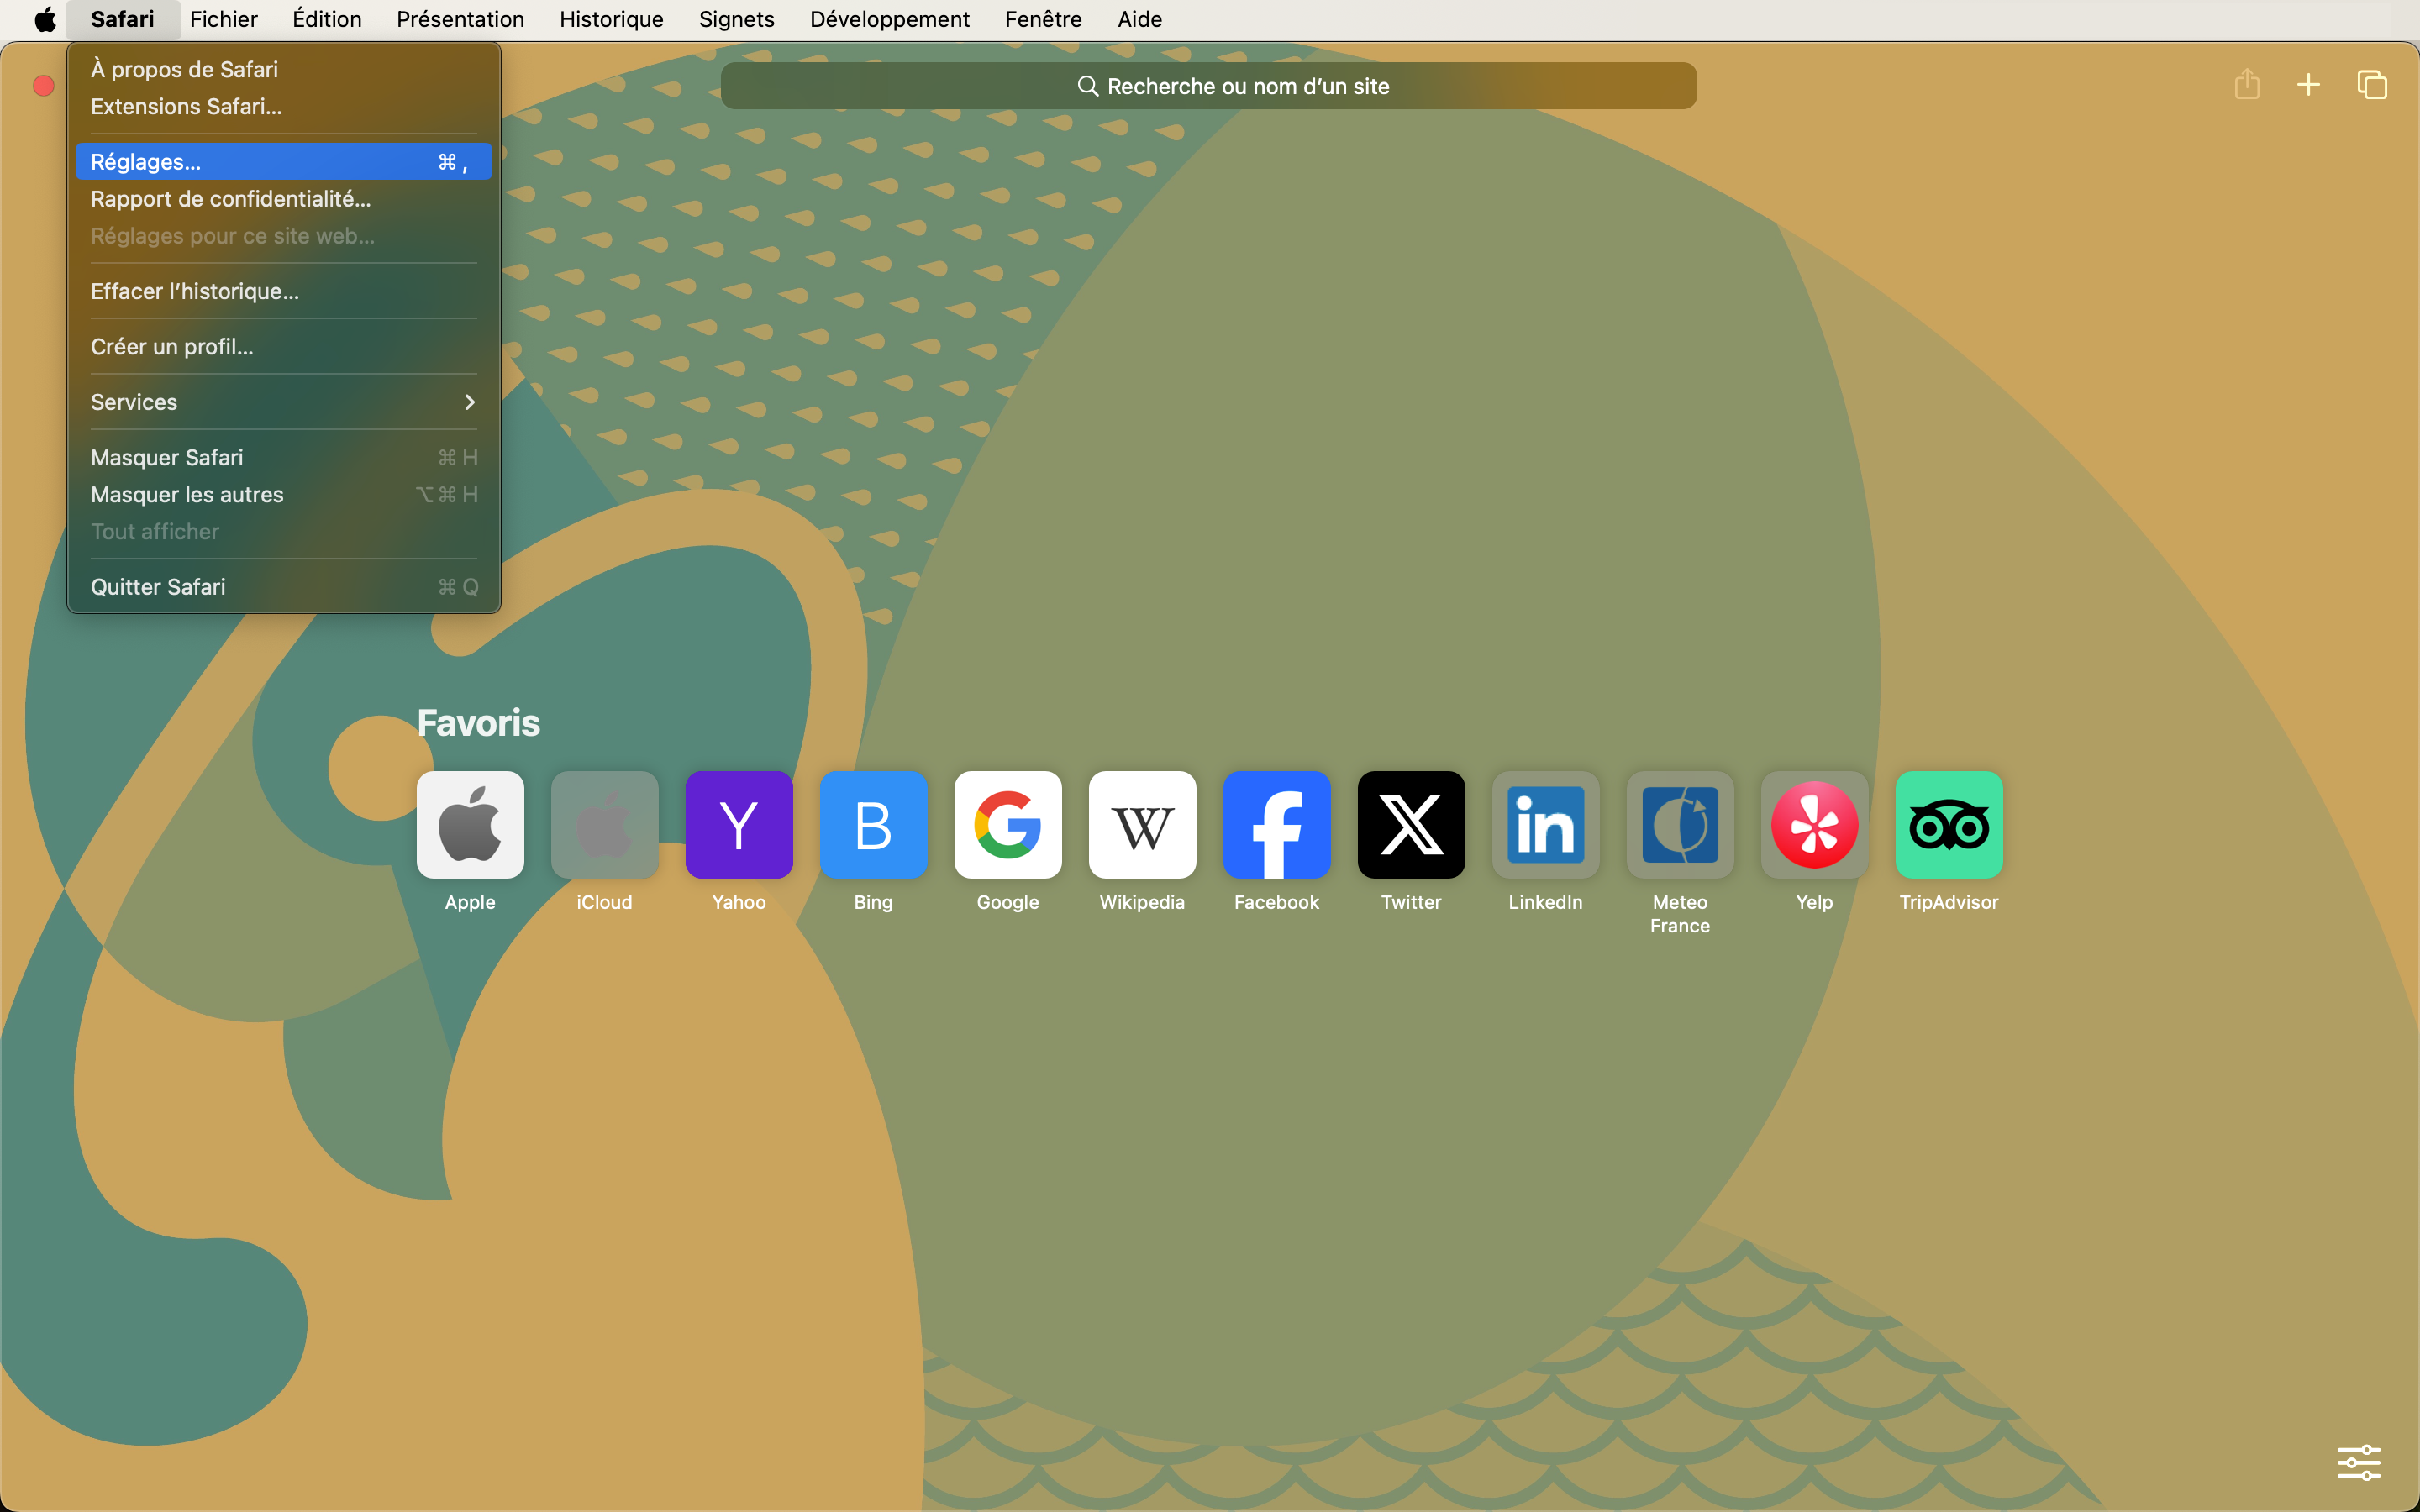 Safari Fichier Édition Présentation Historique Signets Développement Fenêtre Aide
À propos de Safari
Extensions Safari...
Réglages... ⌘ ,
Rapport de confidentialité...
Réglages pour ce site web...
Effacer l’historique...
Créer un profil...
Services
Masquer Safari ⌘ H
Masquer les autres ⌥ ⌘ H
Tout afficher
Quitter Safari ⌘ Q
Recherche ou nom d’un site
Favoris
Y B G W f X in
Apple iCloud Yahoo Bing Google Wikipedia Facebook Twitter LinkedIn Meteo France Yelp TripAdvisor